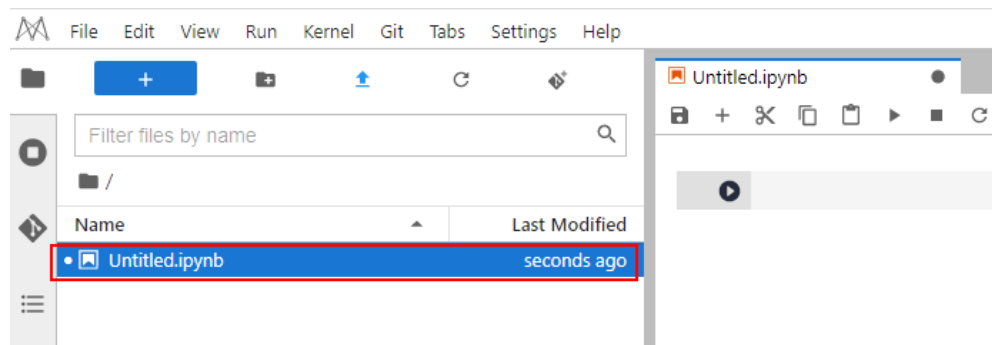 File Edit View Run Kernel Git Tabs Settings Help
Untitled.ipynb
Filter files by name
/
Name Last Modified
Untitled.ipynb seconds ago